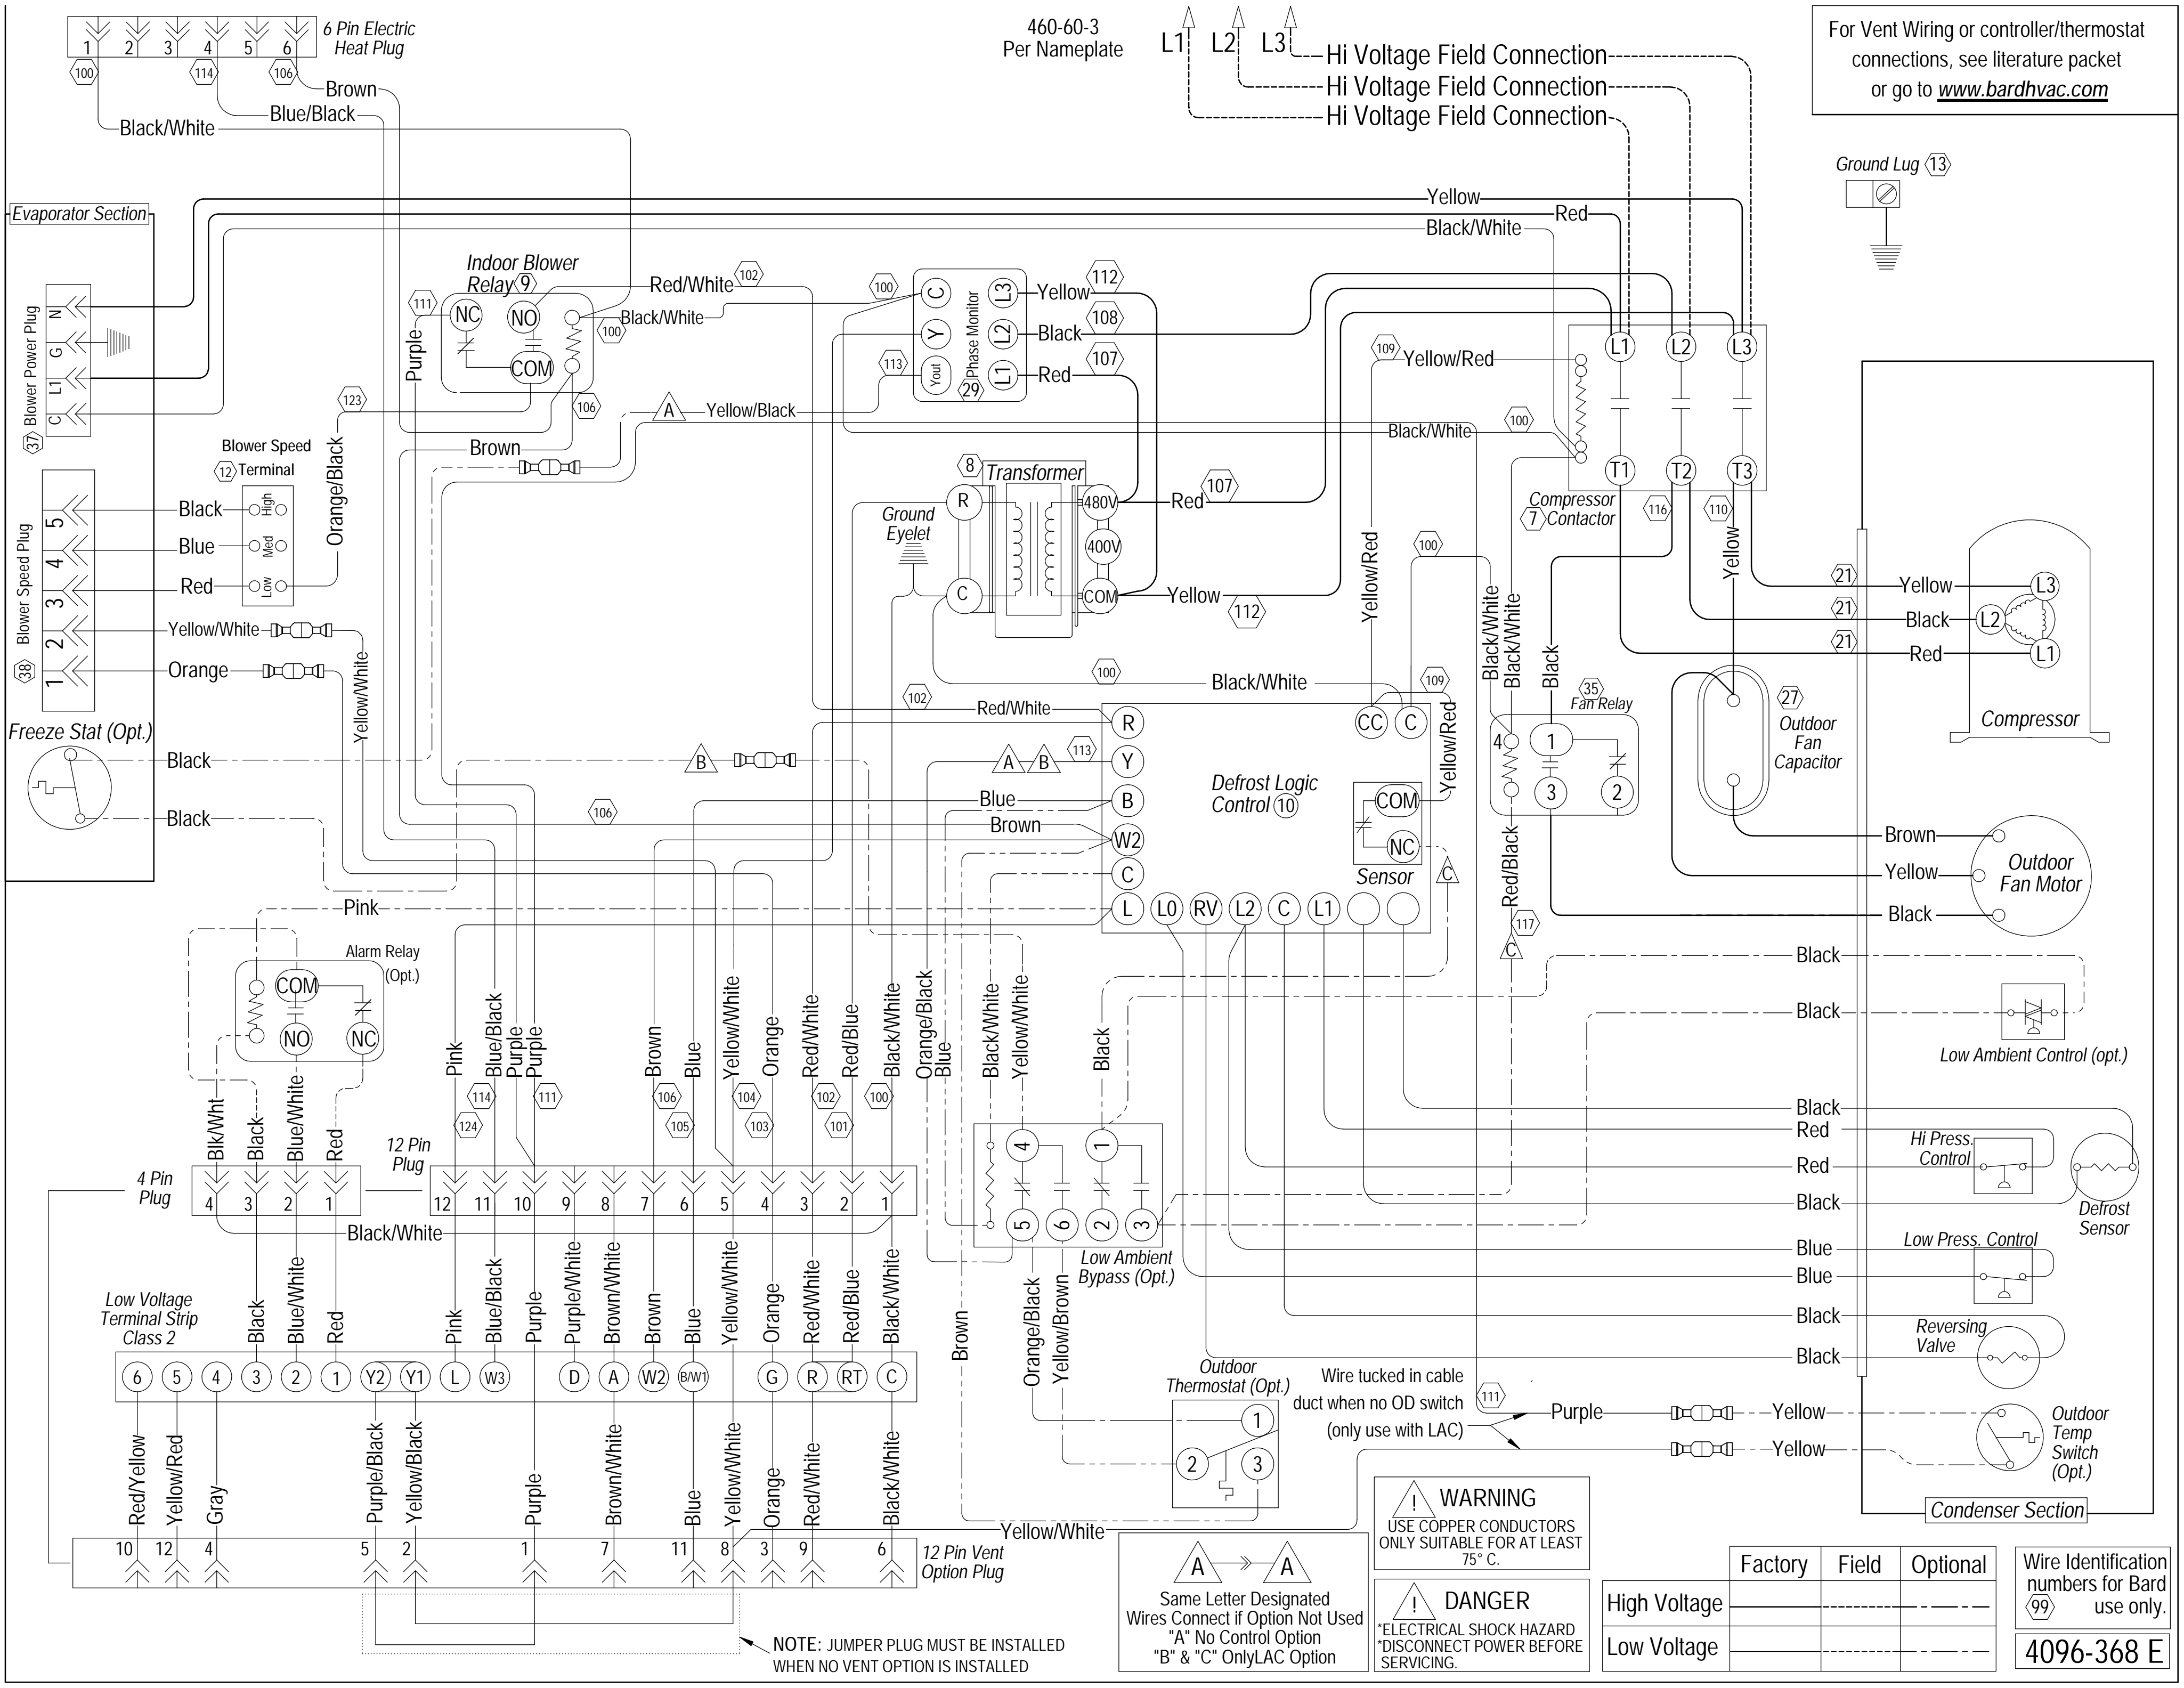 6 Pin Electric
Heat Plug
1 2 3 4 5 6
100 114 106
Brown
Blue/Black
Black/White
460-60-3
Per Nameplate
L1 L2 L3
Hi Voltage Field Connection
Hi Voltage Field Connection
Hi Voltage Field Connection
For Vent Wiring or controller/thermostat
connections, see literature packet
or go to www.bardhvac.com
Ground Lug 13
Evaporator Section
Yellow
Red
Black/White
Blower Power Plug
37
N
G
L1
C
Indoor Blower
Relay 9
111
NC
NO
COM
Purple
Red/White 102
Black/White
100
100
106
123
Orange/Black
Phase Monitor
29
C
Y
Yout
L3
L2
L1
113
Yellow 112
Black 108
Red 107
A
Yellow/Black
Brown
109 Yellow/Red
100
Black/White
L1 L2 L3
T1 T2 T3
Compressor
7 Contactor
116
110
Blower Speed
12 Terminal
High
Med
Low
Blower Speed Plug
38
5
4
3
2
1
Black
Blue
Red
Yellow/White
Orange
Yellow/White
8 Transformer
R
C
480V
400V
COM
Ground
Eyelet
Red 107
Yellow 112
Yellow/Red
100
Black/White
Black/White
Black
Yellow
21 Yellow
21 Black
21 Red
L3
L2
L1
Compressor
100
Black/White
109
102
Red/White
Yellow/Red
35
Fan Relay
4
1
3
2
27
Outdoor
Fan
Capacitor
Freeze Stat (Opt.)
Black
Black
B
A B 113
Blue
Brown
106
R
Y
B
W2
C
L
L0
RV
L2
C
L1
CC
C
Defrost Logic
Control 10
COM
NC
Sensor
C
Red/Black
117
C
Brown
Yellow
Black
Outdoor
Fan Motor
Pink
Alarm Relay
(Opt.)
COM
NO
NC
Blk/Wht
Black
Blue/White
Red
Pink
Blue/Black
Purple
Purple
Brown
Blue
Yellow/White
Orange
Red/White
Red/Blue
Black/White
Orange/Black
Blue
Black/White
Yellow/White
Black
124
114
111
106
105
104
103
102
101
100
Black
Black
Low Ambient Control (opt.)
4 Pin
Plug
4 3 2 1
12 Pin
Plug
12 11 10 9 8 7 6 5 4 3 2 1
Black/White
4
1
5
6
2
3
Low Ambient
Bypass (Opt.)
Black
Red
Hi Press.
Control
Red
Black
Defrost
Sensor
Blue
Low Press. Control
Blue
Black
Reversing
Valve
Black
Low Voltage
Terminal Strip
Class 2
Black
Blue/White
Red
Pink
Blue/Black
Purple
Purple/White
Brown/White
Brown
Blue
Yellow/White
Orange
Red/White
Red/Blue
Black/White
Brown
Orange/Black
Yellow/Brown
6 5 4 3 2 1 Y2 Y1 L W3 D A W2 B/W1 G R RT C
Outdoor
Thermostat (Opt.)
1
2
3
Wire tucked in cable
duct when no OD switch
(only use with LAC)
111
Purple
Yellow
Yellow
Outdoor
Temp
Switch
(Opt.)
Red/Yellow
Yellow/Red
Gray
Purple/Black
Yellow/Black
Purple
Brown/White
Blue
Yellow/White
Orange
Red/White
Black/White
Yellow/White
10 12 4 5 2 1 7 11 8 3 9 6
12 Pin Vent
Option Plug
NOTE: JUMPER PLUG MUST BE INSTALLED
WHEN NO VENT OPTION IS INSTALLED
A A
Same Letter Designated
Wires Connect if Option Not Used
"A" No Control Option
"B" & "C" OnlyLAC Option
! WARNING
USE COPPER CONDUCTORS
ONLY SUITABLE FOR AT LEAST
75° C.
! DANGER
*ELECTRICAL SHOCK HAZARD
*DISCONNECT POWER BEFORE
SERVICING.
Condenser Section
Factory Field Optional
High Voltage
Low Voltage
Wire Identification
numbers for Bard
99 use only.
4096-368 E